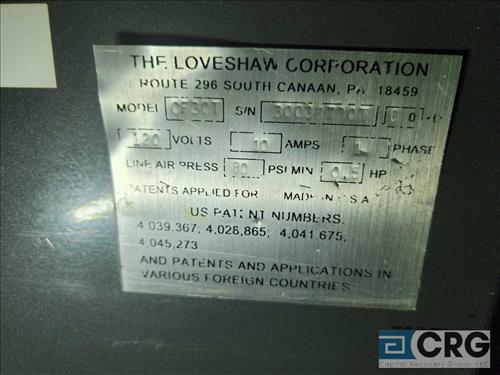 THE LOVESHAW CORPORATION
ROUTE 296 SOUTH CANAAN, PA 18459
MODEL CF30T S/N
120 VOLTS 10 AMPS 1 PHASE
LINE AIR PRESS 80 PSI MIN HP
PATENTS APPLIED FOR MADE IN U.S.A.
US PATENT NUMBERS.
4,039,367; 4,028,865; 4,041,675,
4,045,273
AND PATENTS AND APPLICATIONS IN
VARIOUS FOREIGN COUNTRIES
CRG
Capital Recovery Group, LLC